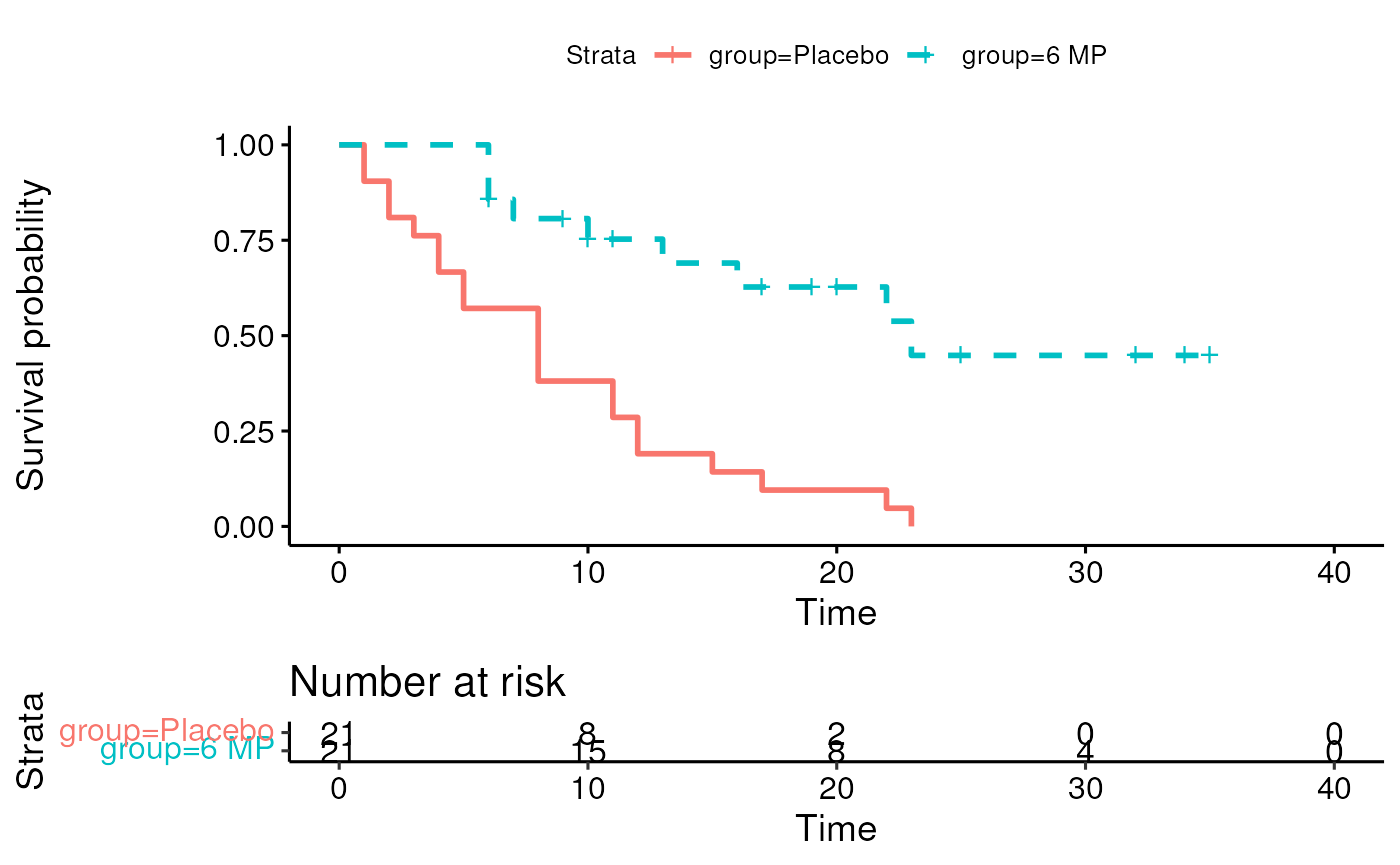 Strata group=Placebo group=6 MP
Survival probability
1.00
0.75
0.50
0.25
0.00
0 10 20 30 40
Time
Number at risk
Strata
group=Placebo 21 8 2 0 0
group=6 MP 21 15 8 4 0
0 10 20 30 40
Time